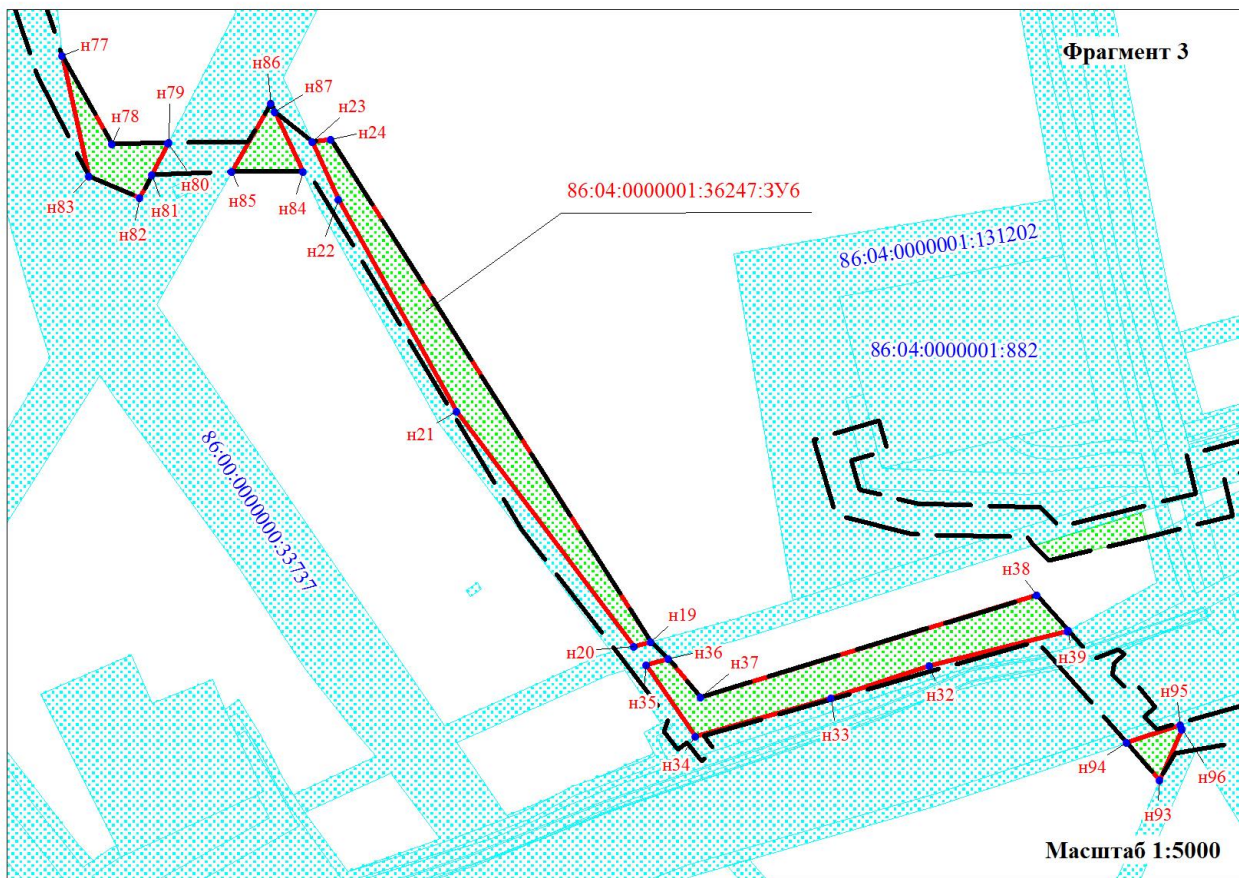 Фрагмент 3
н77
н86
н87
н79
н78
н23
н24
н80
н83
н81
н82
н85
н84
н22
86:04:0000001:36247:ЗУ6
86:04:0000001:131202
86:04:0000001:882
н21
86:00:0000000:33737
н38
н19
н20
н36
н37
н39
н35
н32
н33
н34
н95
н94
н96
н93
Масштаб 1:5000